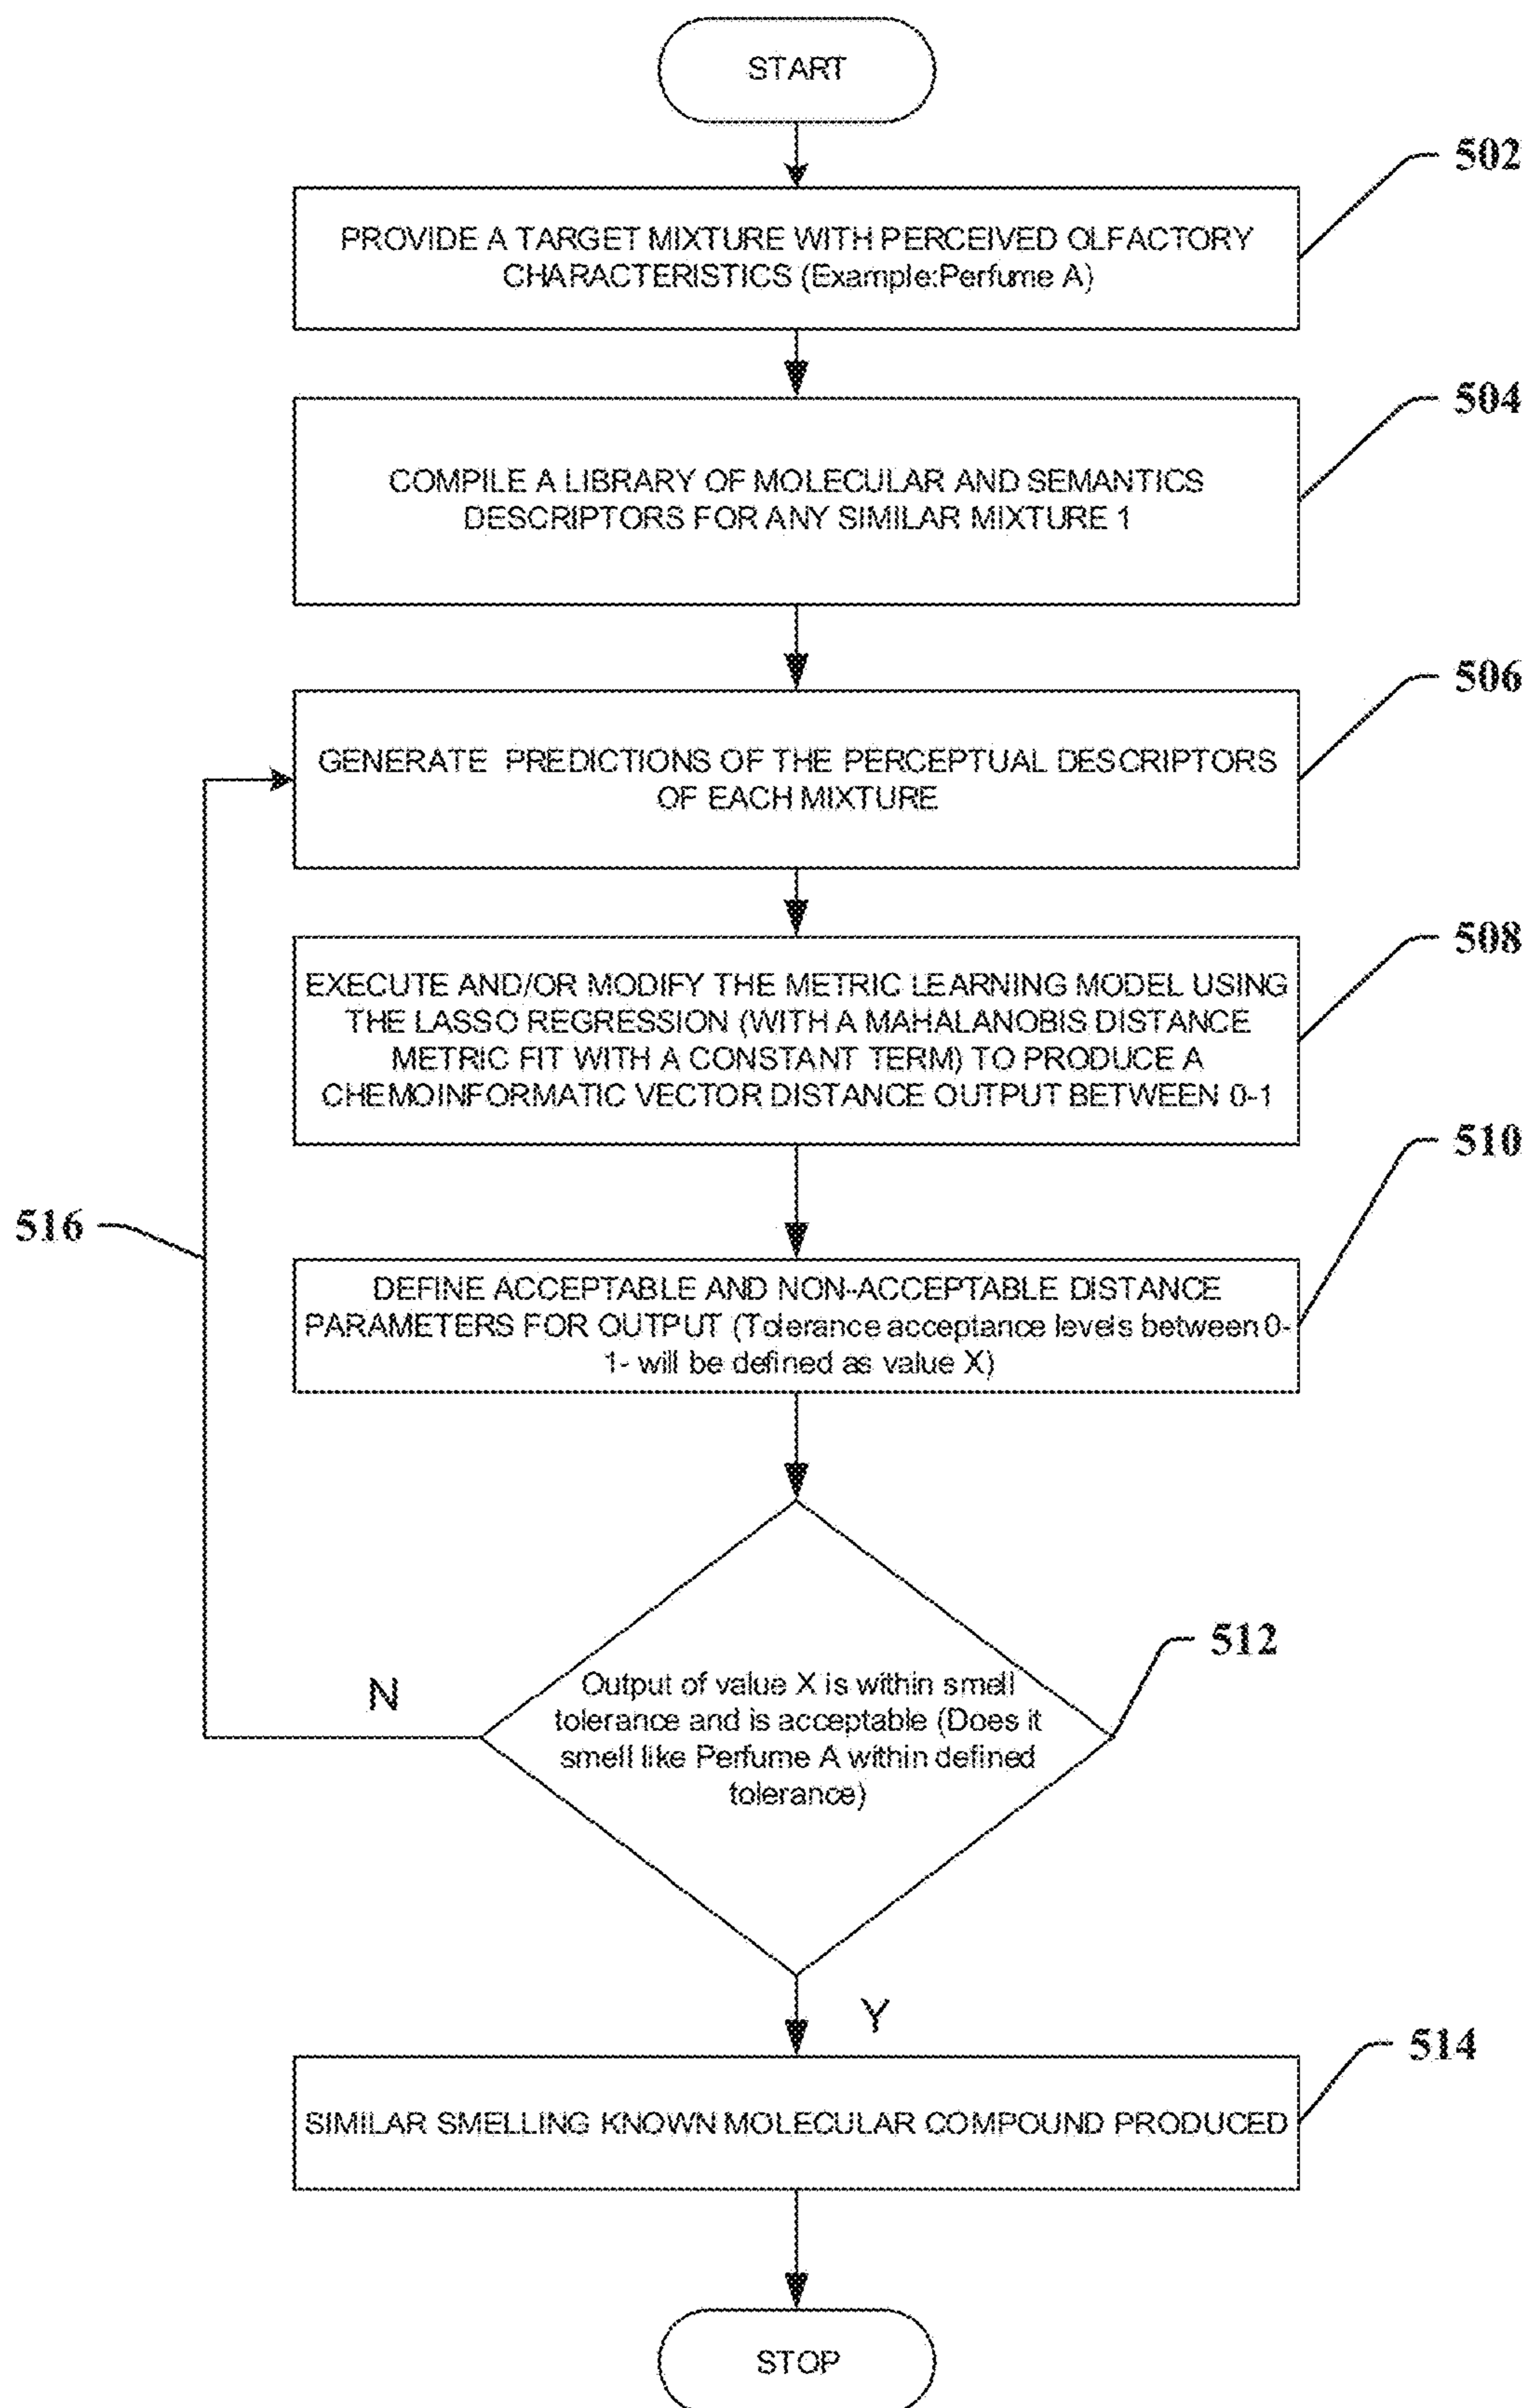 START
502
PROVIDE A TARGET MIXTURE WITH PERCEIVED OLFACTORY
CHARACTERISTICS (Example:Perfume A)
504
COMPILE A LIBRARY OF MOLECULAR AND SEMANTICS
DESCRIPTORS FOR ANY SIMILAR MIXTURE 1
506
GENERATE PREDICTIONS OF THE PERCEPTUAL DESCRIPTORS
OF EACH MIXTURE
508
EXECUTE AND/OR MODIFY THE METRIC LEARNING MODEL USING
THE LASSO REGRESSION (WITH A MAHALANOBIS DISTANCE
METRIC FIT WITH A CONSTANT TERM) TO PRODUCE A
CHEMOINFORMATIC VECTOR DISTANCE OUTPUT BETWEEN 0-1
510
516
DEFINE ACCEPTABLE AND NON-ACCEPTABLE DISTANCE
PARAMETERS FOR OUTPUT (Tolerance acceptance levels between 0-
1- will be defined as value X)
512
N
Output of value X is within smell
tolerance and is acceptable (Does it
smell like Perfume A within defined
tolerance)
Y
514
SIMILAR SMELLING KNOWN MOLECULAR COMPOUND PRODUCED
STOP